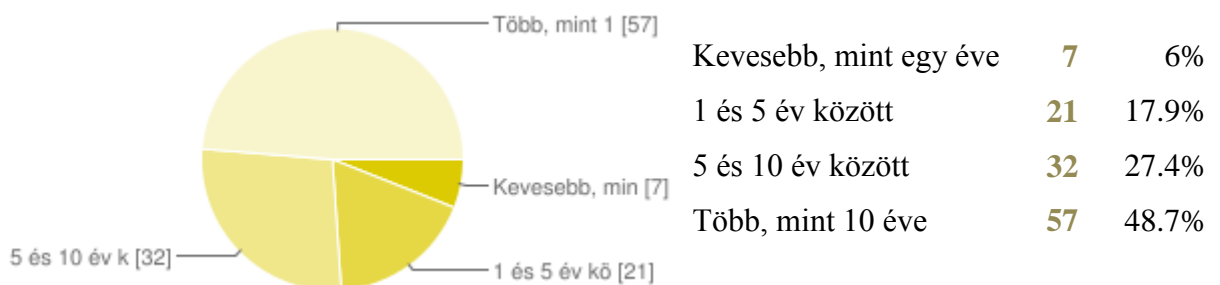 Több, mint 1 [57]
Kevesebb, min [7]
5 és 10 év k [32]
1 és 5 év kö [21]
Kevesebb, mint egy éve 7 6%
1 és 5 év között 21 17.9%
5 és 10 év között 32 27.4%
Több, mint 10 éve 57 48.7%